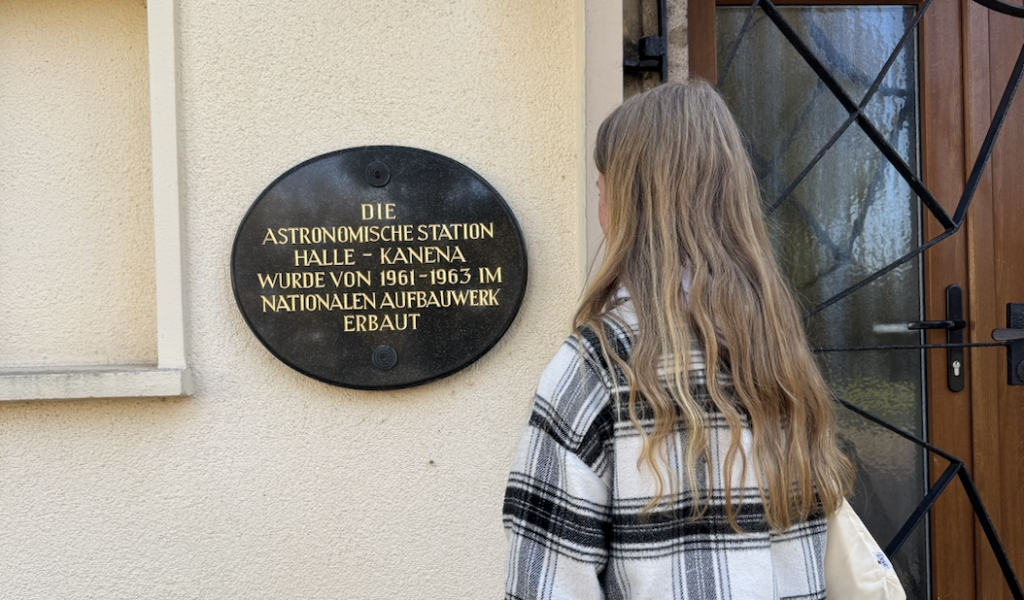 DIE
ASTRONOMISCHE STATION
HALLE - KANENA
WURDE VON 1961-1963 IM
NATIONALEN AUFBAUWERK
ERBAUT